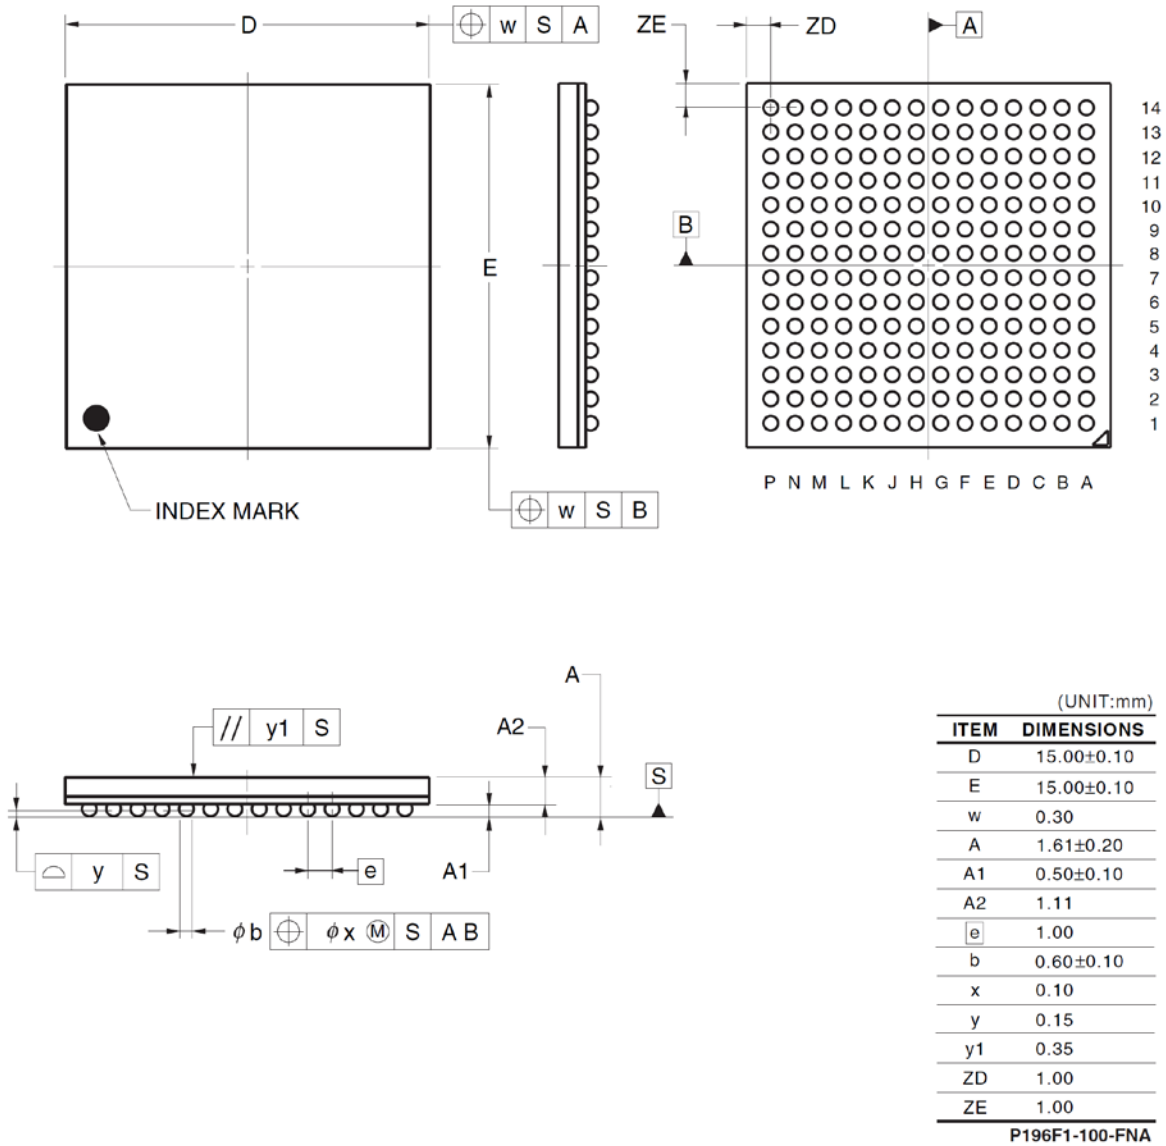 D
w S A
ZE
ZD
A
14
13
12
11
10
9
8
7
6
5
4
3
2
1
B
E
P N M L K J H G F E D C B A
INDEX MARK
w S B
A
// y1 S
A2
S
y S
e
A1
ϕb ϕx Ⓜ S A B
(UNIT:mm)
ITEM DIMENSIONS
D 15.00±0.10
E 15.00±0.10
w 0.30
A 1.61±0.20
A1 0.50±0.10
A2 1.11
e 1.00
b 0.60±0.10
x 0.10
y 0.15
y1 0.35
ZD 1.00
ZE 1.00
P196F1-100-FNA